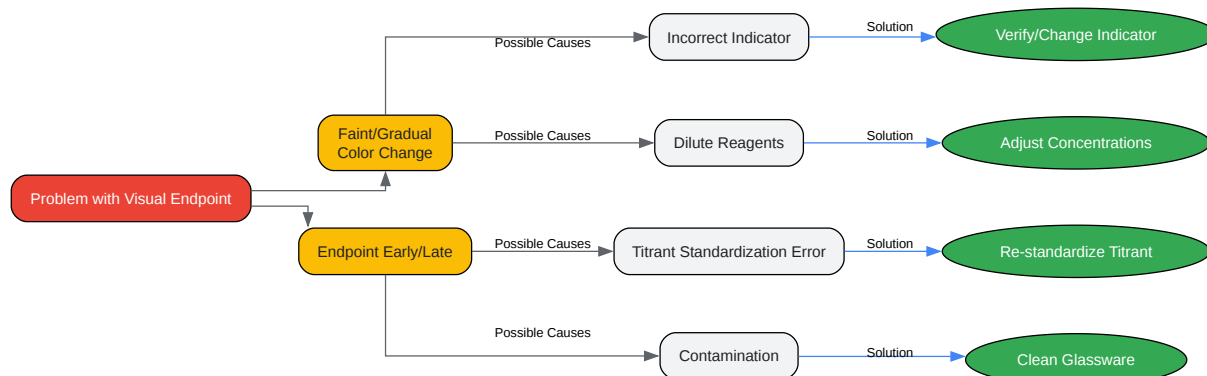 Possible Causes
Incorrect Indicator
Solution
Verify/Change Indicator
Faint/Gradual
Color Change
Possible Causes
Dilute Reagents
Solution
Adjust Concentrations
Problem with Visual Endpoint
Endpoint Early/Late
Possible Causes
Titrant Standardization Error
Solution
Re-standardize Titrant
Possible Causes
Contamination
Solution
Clean Glassware